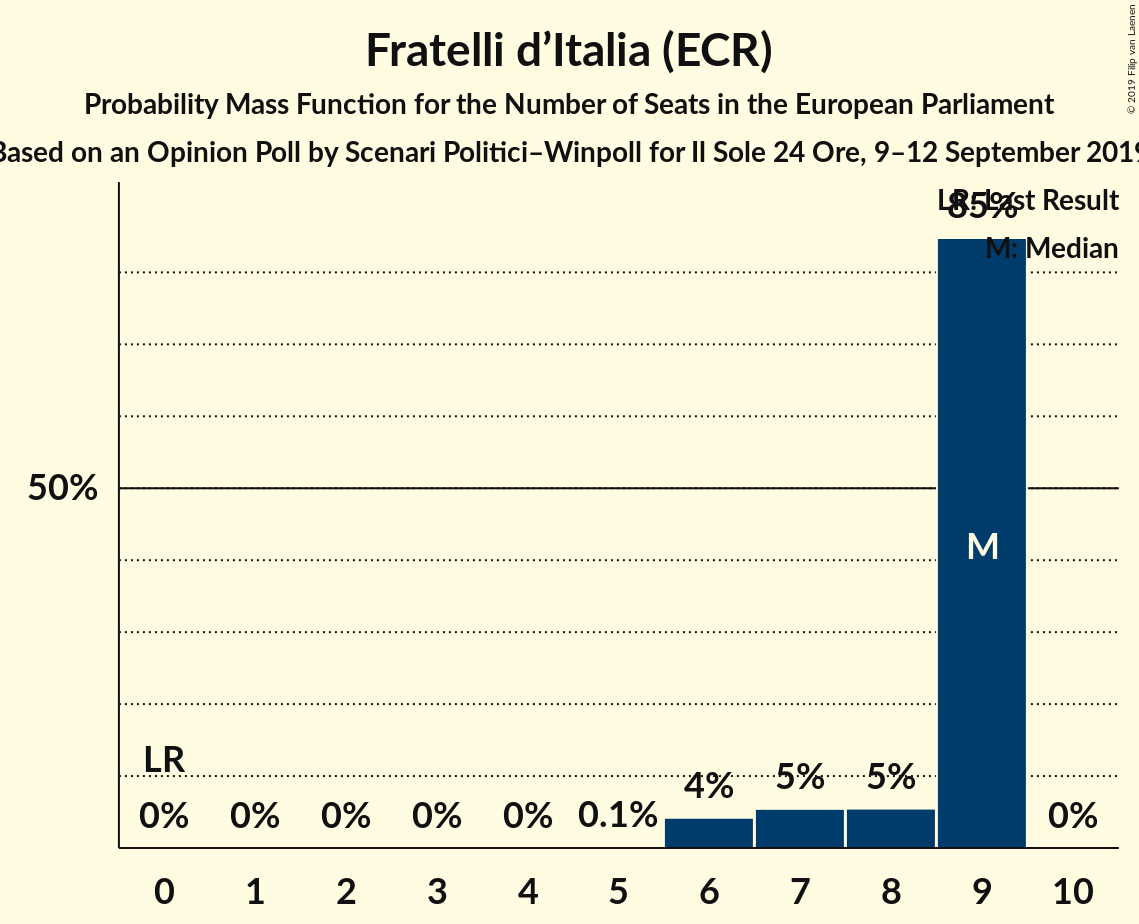 Fratelli d’Italia (ECR)
Probability Mass Function for the Number of Seats in the European Parliament
Based on an Opinion Poll by Scenari Politici–Winpoll for Il Sole 24 Ore, 9–12 September 2019
© 2019 Filip van Laenen
LR: Last Result
85%
M: Median
50%
M
LR
0% 0% 0% 0% 0% 0.1% 4% 5% 5% 0%
0 1 2 3 4 5 6 7 8 9 10